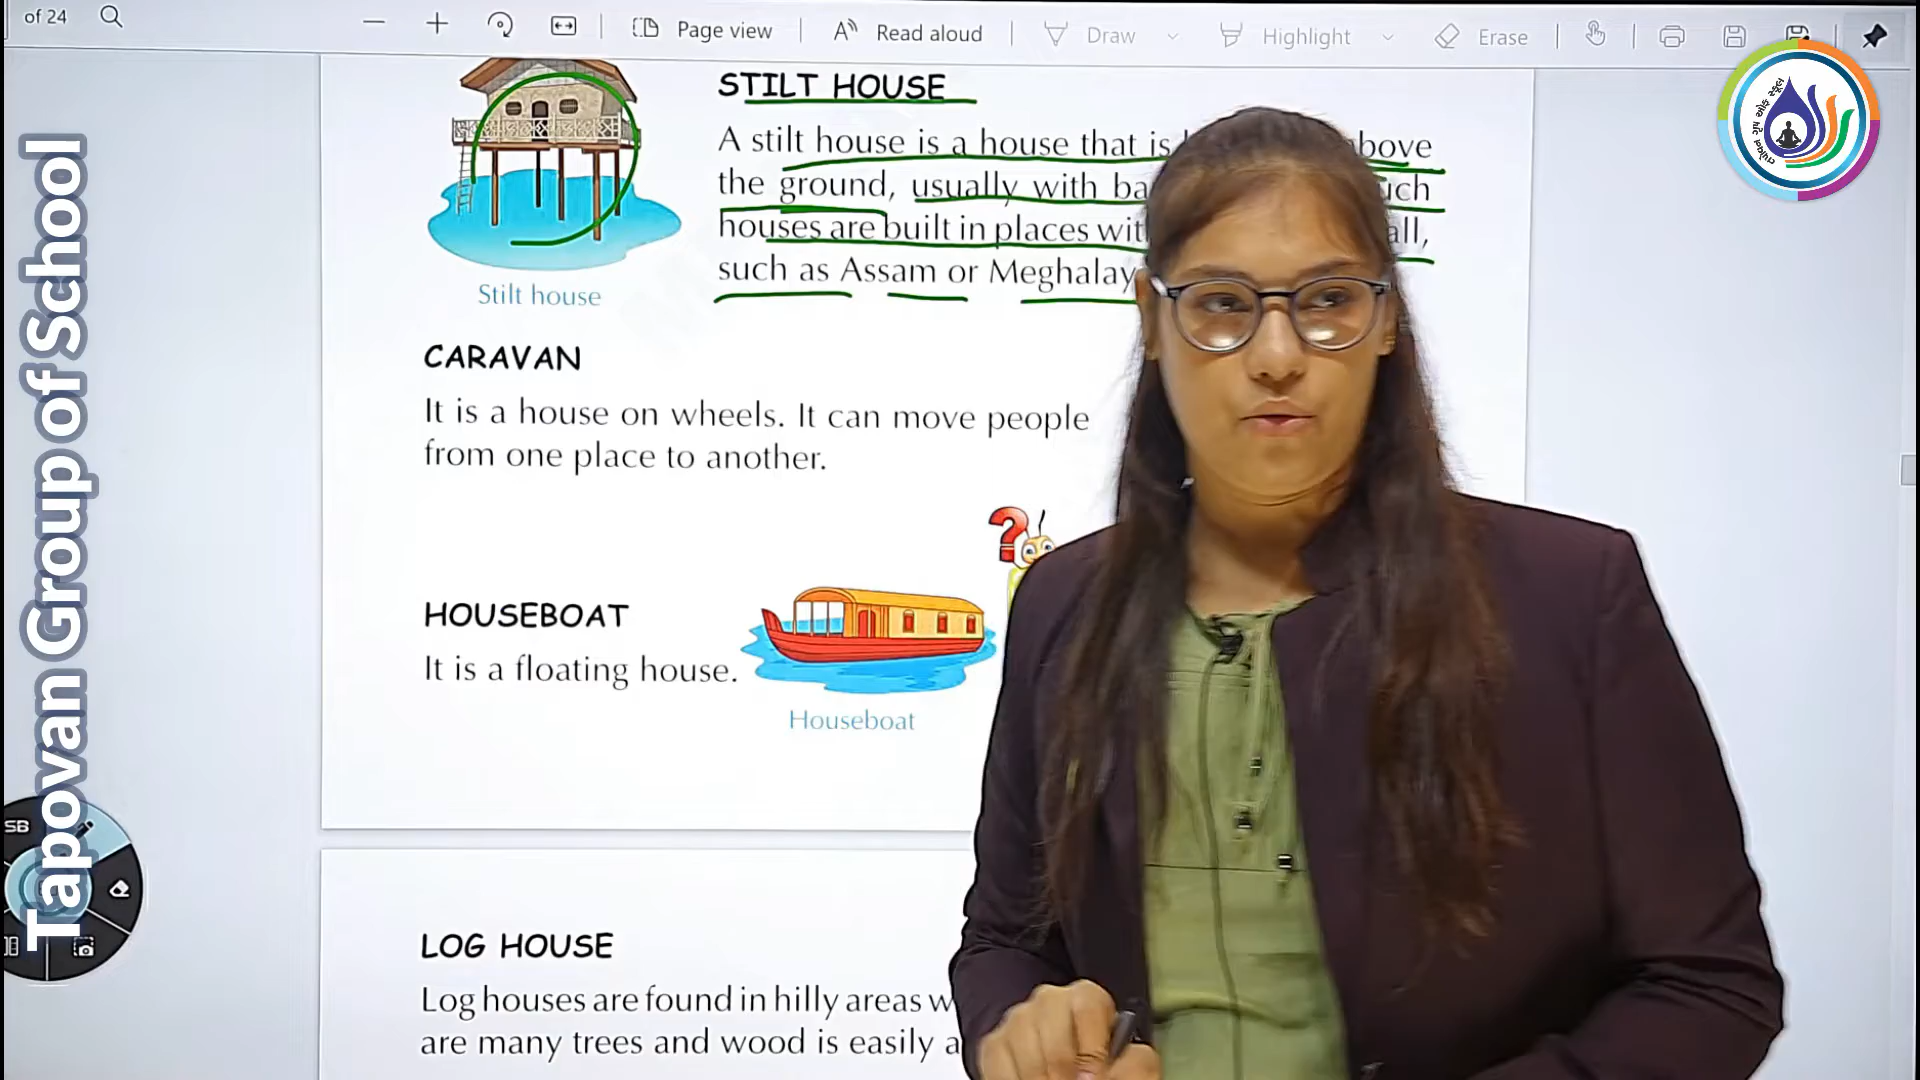 of 24
Page view
Read aloud
Draw
Highlight
Erase
STILT HOUSE
A stilt house is a house that is bove
the ground, usually with ba uch
houses are built in places wit all,
such as Assam or Meghalay
Stilt house
CARAVAN
It is a house on wheels. It can move people
from one place to another.
?
HOUSEBOAT
It is a floating house.
Houseboat
LOG HOUSE
Log houses are found in hilly areas w
are many trees and wood is easily a
Tapovan Group of School
SB